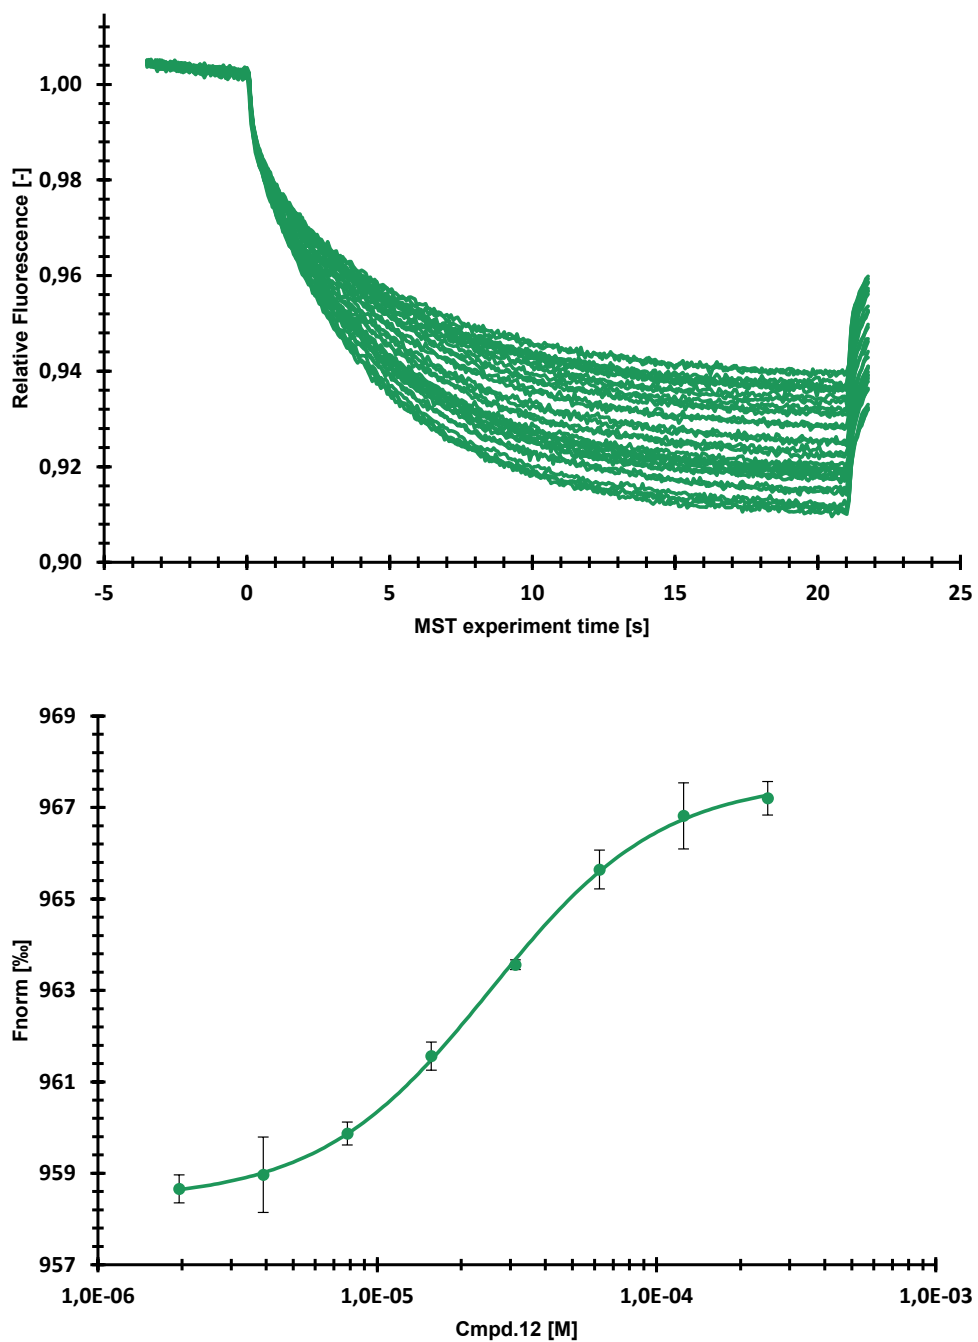 1,00
0,98
0,96
0,94
0,92
0,90
Relative Fluorescence [-]
-5 0 5 10 15 20 25
MST experiment time [s]
969
967
965
963
961
959
957
Fnorm [‰]
1,0E-06 1,0E-05 1,0E-04 1,0E-03
Cmpd.12 [M]